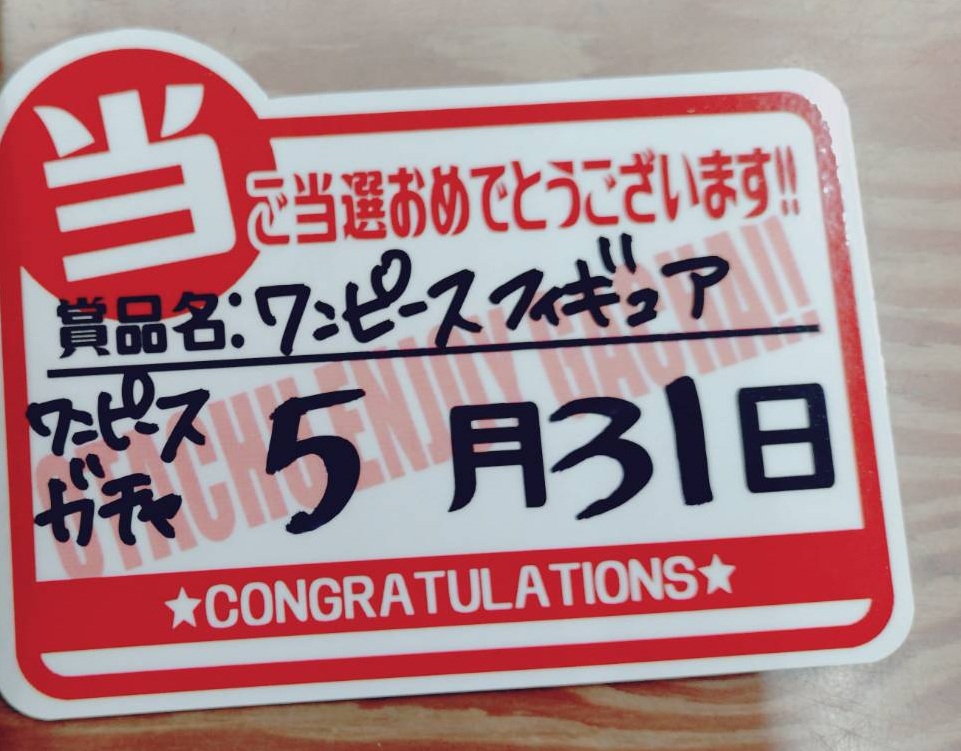 当
ご当選おめでとうございます!!
賞品名:ワンピースフィギュア
ワンピース
ガチャ
5月31日
ENJOY GACHA!!
★CONGRATULATIONS★